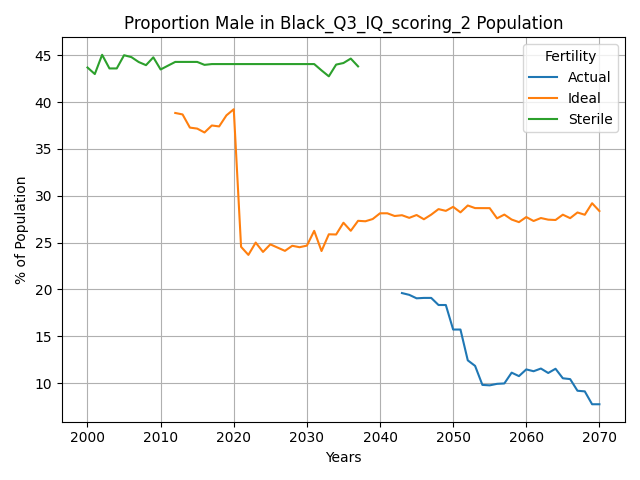 Proportion Male in Black_Q3_IQ_scoring_2 Population
Fertility
Actual
Ideal
Sterile
% of Population
45
40
35
30
25
20
15
10
2000 2010 2020 2030 2040 2050 2060 2070
Years